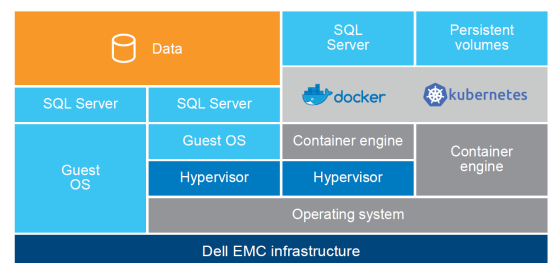 Data
SQL
Server
Persistent
volumes
docker
kubernetes
SQL Server
SQL Server
Guest
OS
Guest OS
Container engine
Container
engine
Hypervisor
Hypervisor
Operating system
Dell EMC infrastructure